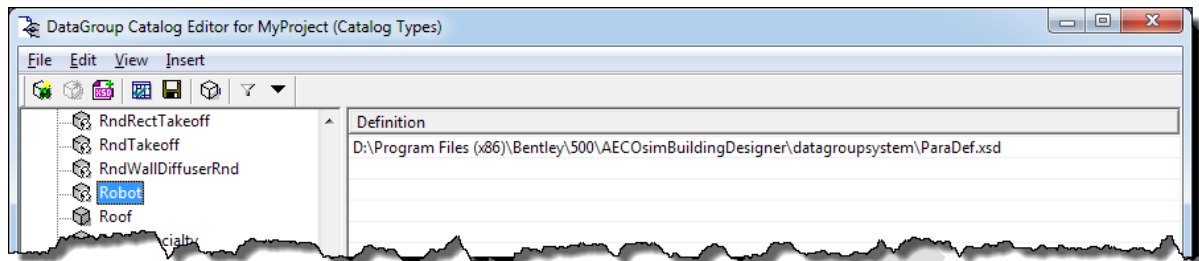 DataGroup Catalog Editor for MyProject (Catalog Types)
File Edit View Insert
XSD
RndRectTakeoff
Definition
RndTakeoff
D:\Program Files (x86)\Bentley\500\AECOsimBuildingDesigner\datagroupsystem\ParaDef.xsd
RndWallDiffuserRnd
Robot
Roof